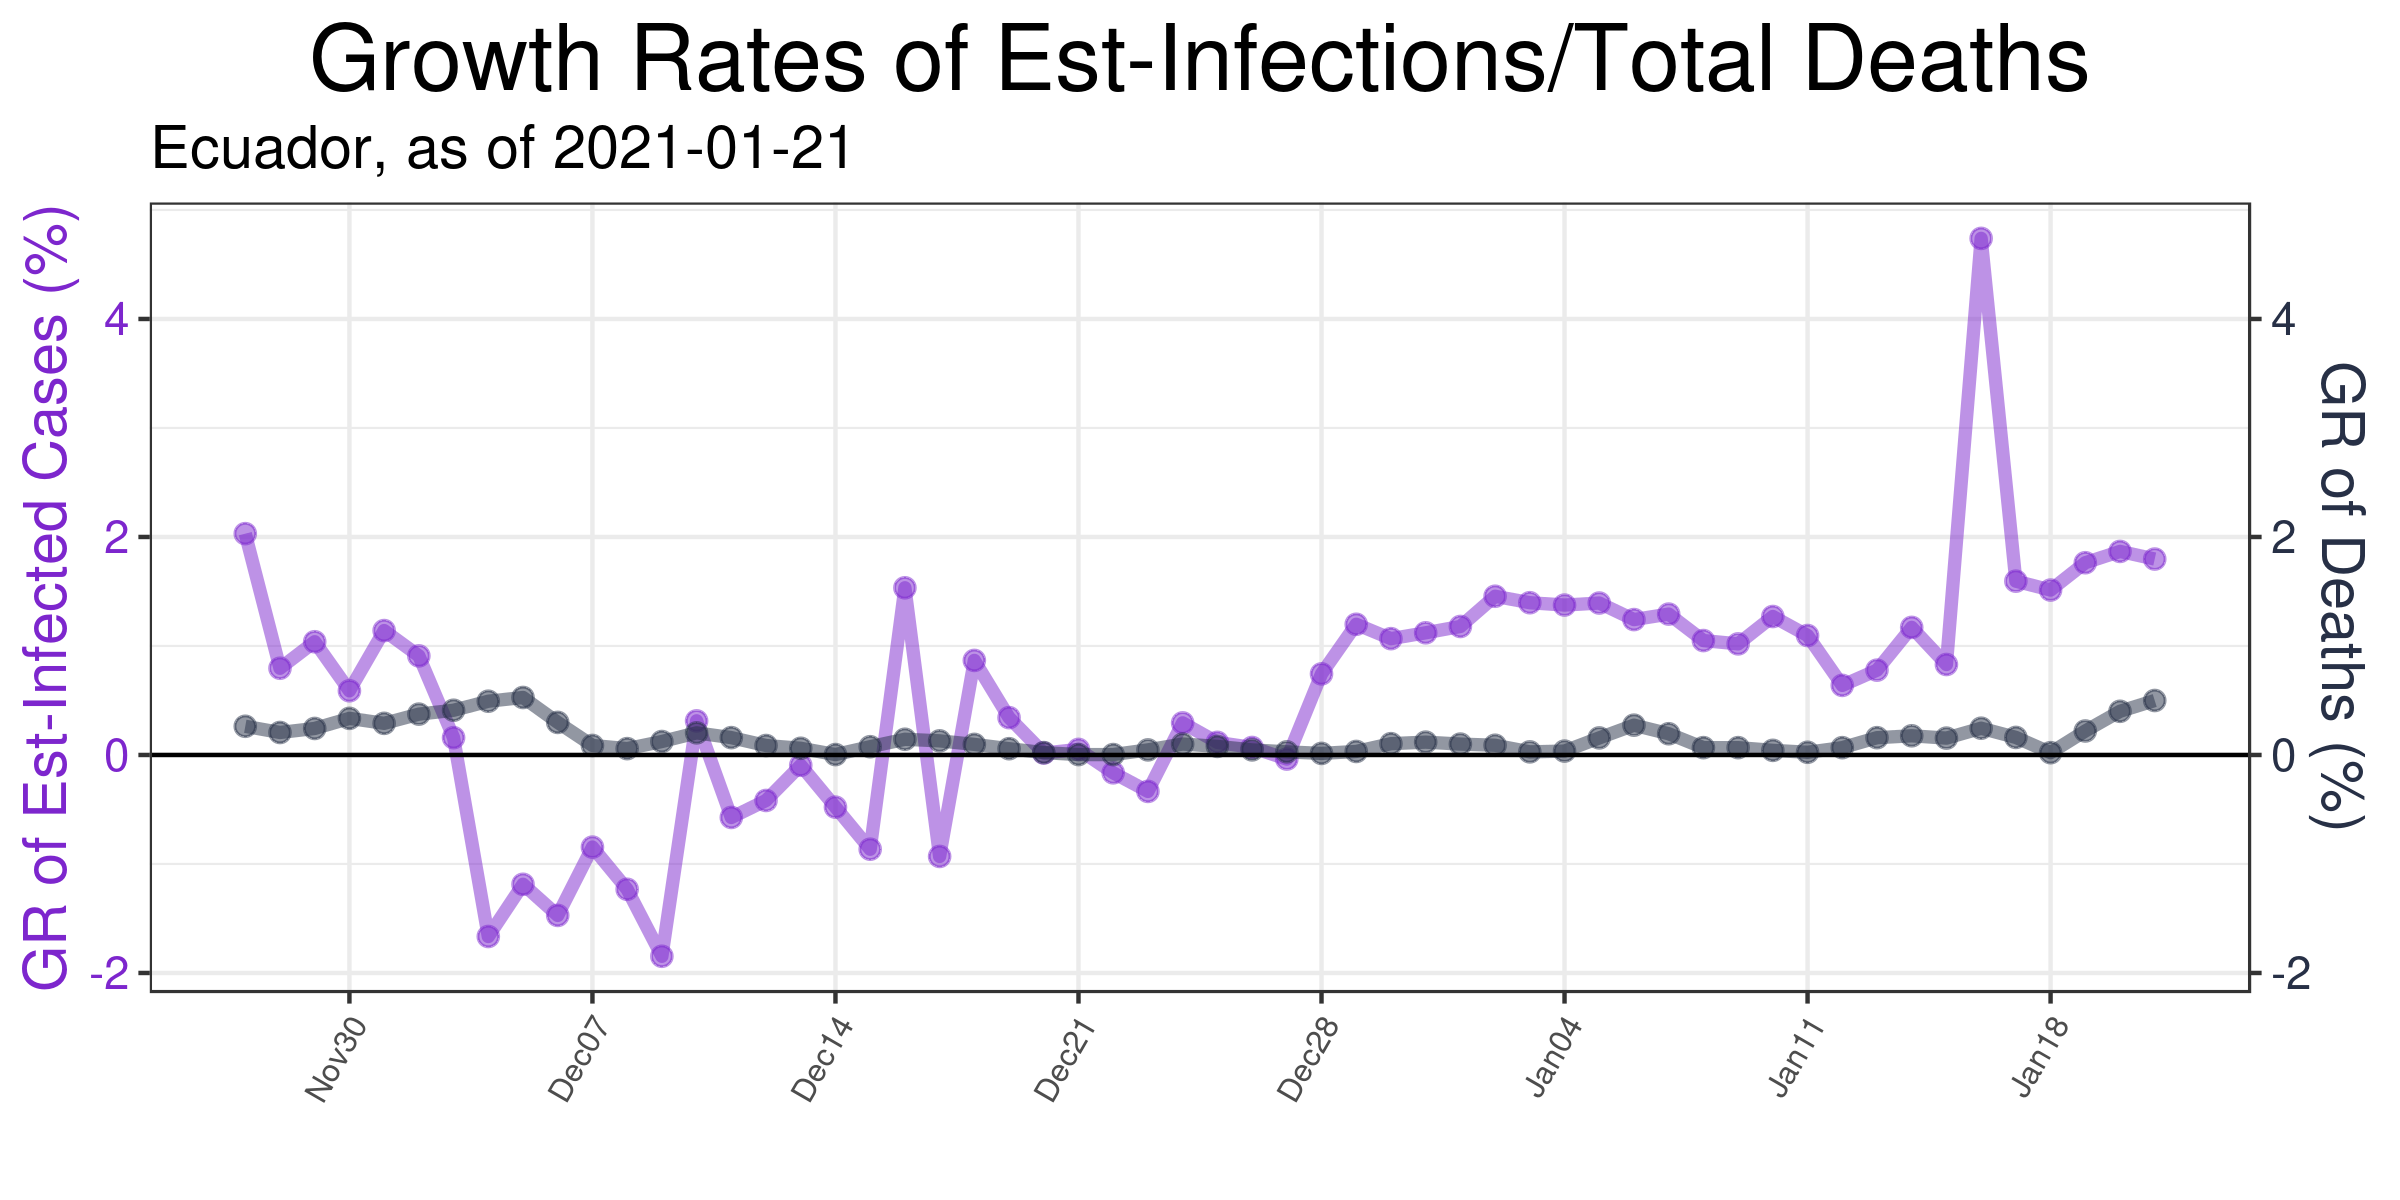 Growth Rates of Est-Infections/Total Deaths
Ecuador, as of 2021-01-21
GR of Est-Infected Cases (%)
4
2
0
-2
4
2
0
-2
GR of Deaths (%)
Nov30
Dec07
Dec14
Dec21
Dec28
Jan04
Jan11
Jan18